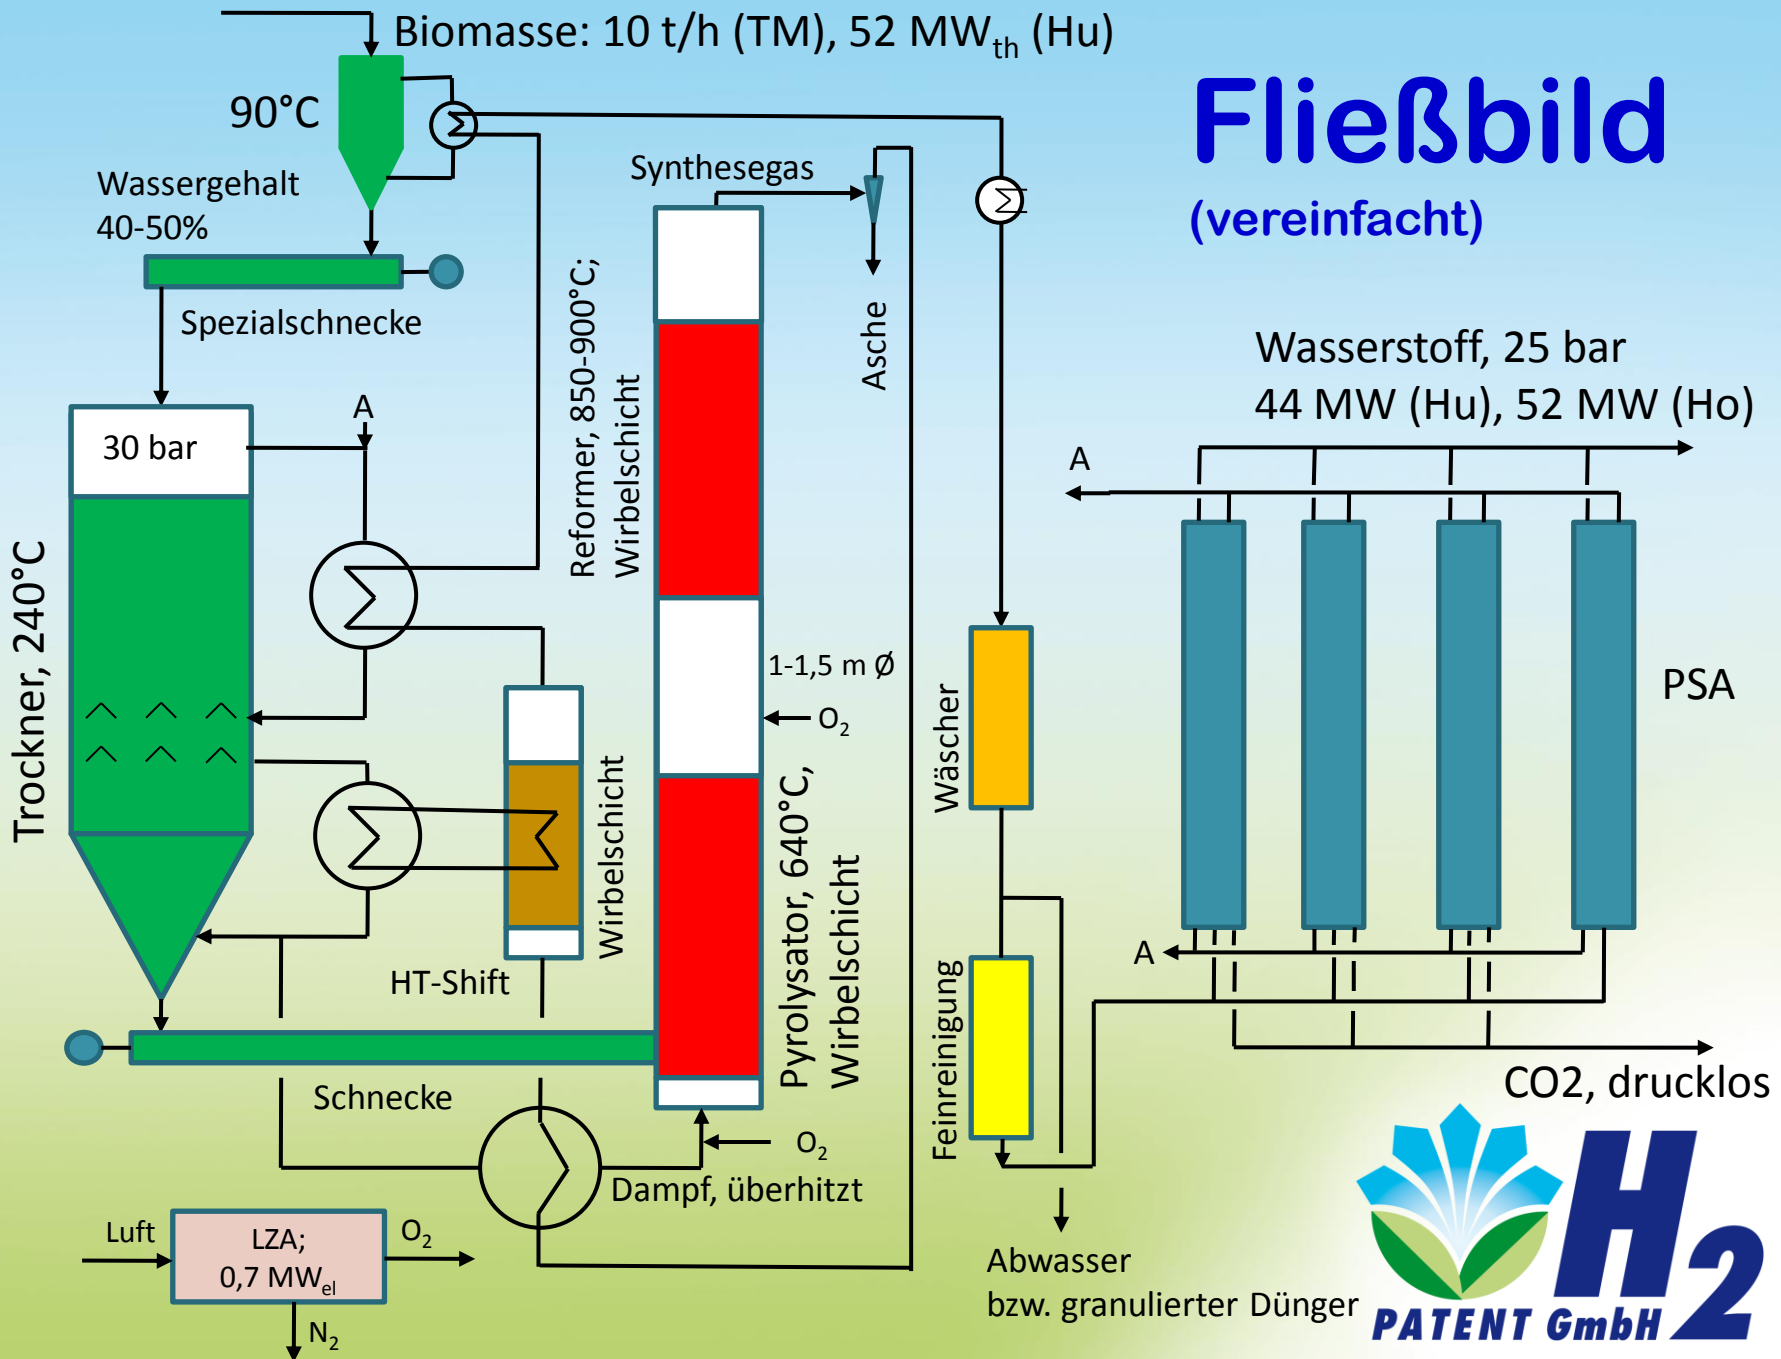 Biomasse: 10 t/h (TM), 52 MWth (Hu)
Fließbild
(vereinfacht)
90°C
Wassergehalt
40-50%
Spezialschnecke
Synthesegas
Asche
Reformer, 850-900°C;
Wirbelschicht
Wasserstoff, 25 bar
44 MW (Hu), 52 MW (Ho)
A
30 bar
A
Trockner, 240°C
1-1,5 m Ø
O2
PSA
Wäscher
Wirbelschicht
HT-Shift
Pyrolysator, 640°C,
Wirbelschicht
A
Feinreinigung
Schnecke
O2
Dampf, überhitzt
CO2, drucklos
Luft
LZA;
0,7 MWel
O2
N2
Abwasser
bzw. granulierter Dünger
H2
PATENT GmbH